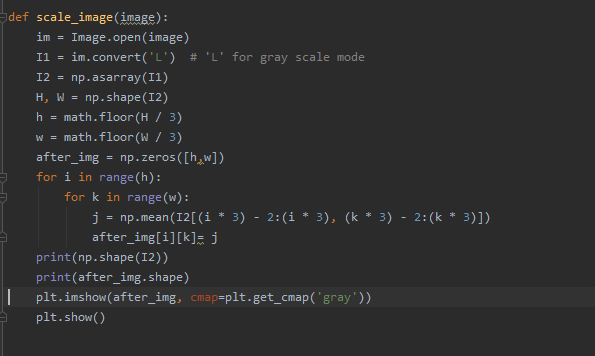 def scale_image(image):
    im = Image.open(image)
    I1 = im.convert('L')  # 'L' for gray scale mode
    I2 = np.asarray(I1)
    H, W = np.shape(I2)
    h = math.floor(H / 3)
    w = math.floor(W / 3)
    after_img = np.zeros([h,w])
    for i in range(h):
        for k in range(w):
            j = np.mean(I2[(i * 3) - 2:(i * 3), (k * 3) - 2:(k * 3)])
            after_img[i][k]= j
    print(np.shape(I2))
    print(after_img.shape)
    plt.imshow(after_img, cmap=plt.get_cmap('gray'))
    plt.show()